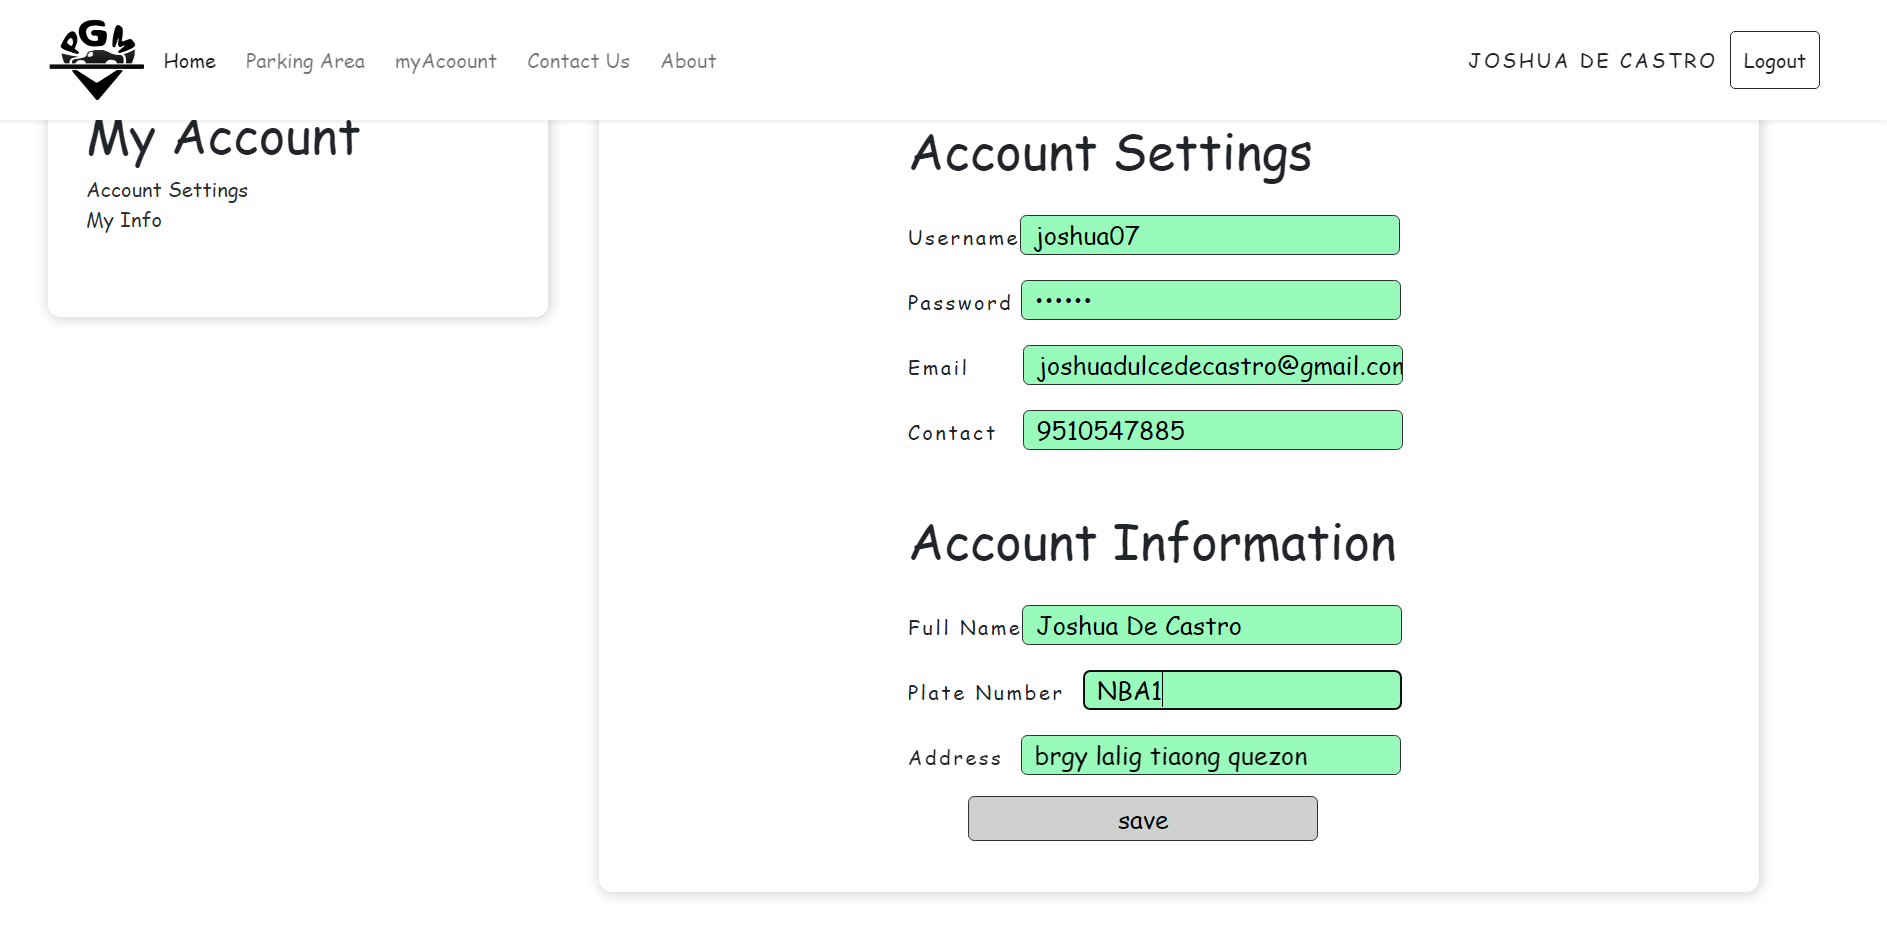 PGM
Home Parking Area myAcoount Contact Us About JOSHUA DE CASTRO Logout
My Account
Account Settings
My Info
Account Settings
Username joshua07
Password ••••••
Email joshuadulcedecastro@gmail.com
Contact 9510547885
Account Information
Full Name Joshua De Castro
Plate Number NBA1
Address brgy lalig tiaong quezon
save